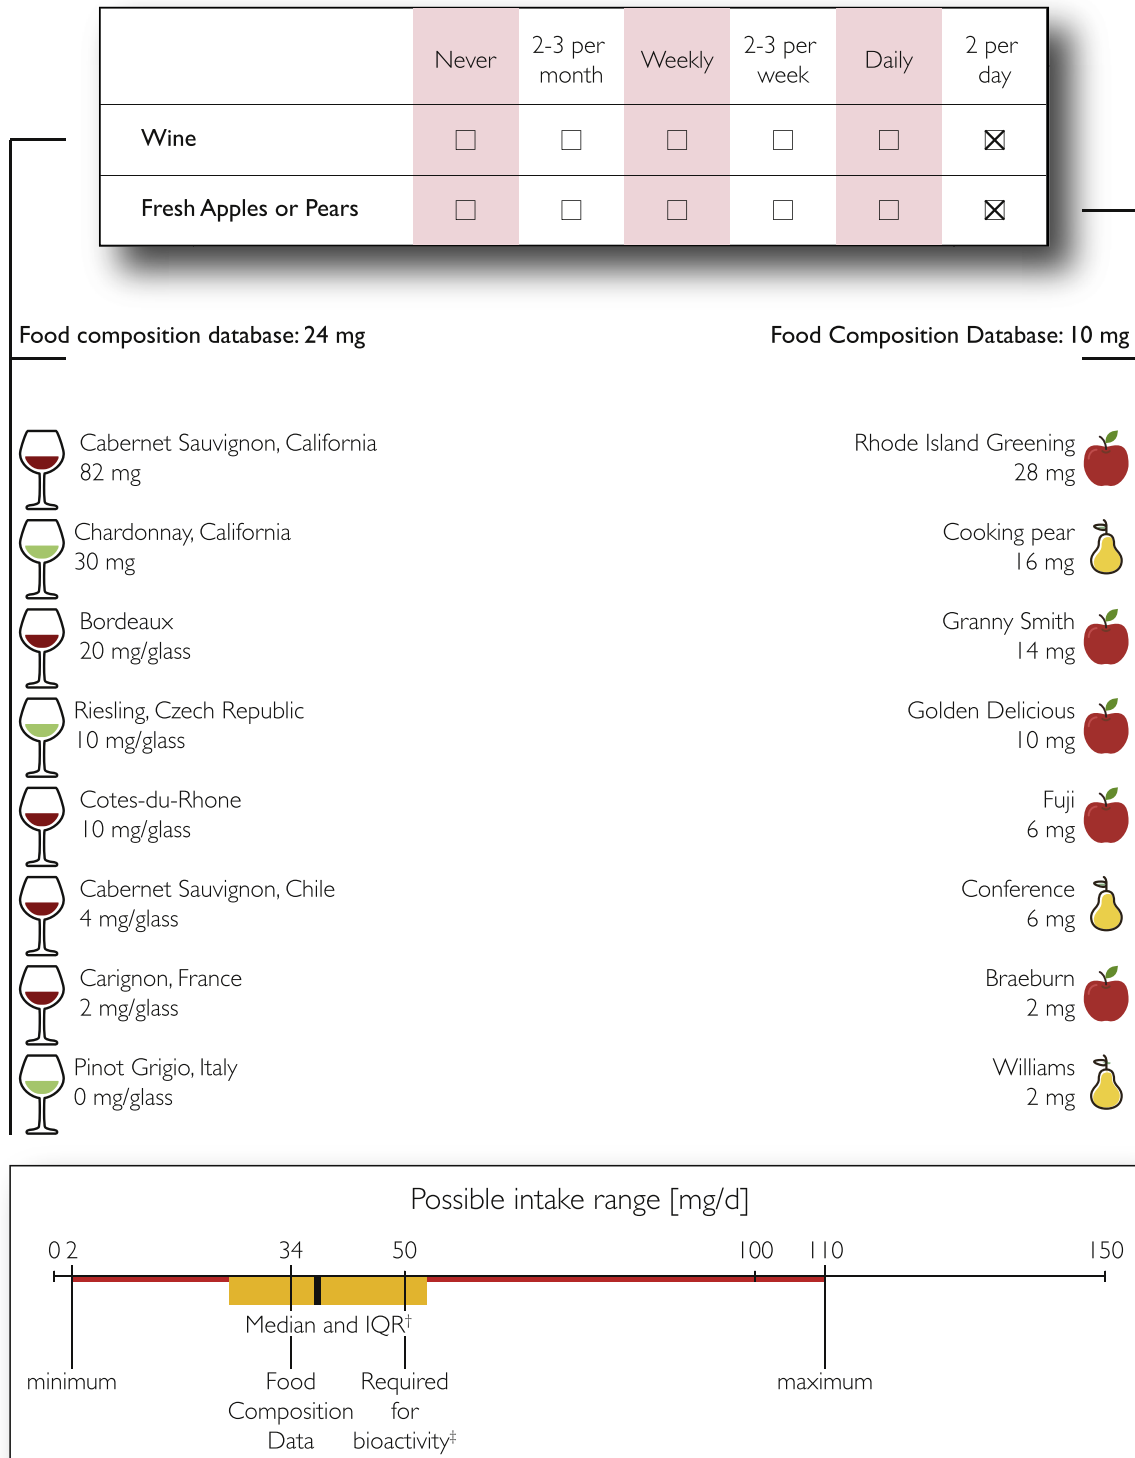 Never
2-3 per
month
Weekly
2-3 per
week
Daily
2 per
day
Wine
Fresh Apples or Pears
Food composition database: 24 mg
Food Composition Database: 10 mg
Cabernet Sauvignon, California
82 mg
Chardonnay, California
30 mg
Bordeaux
20 mg/glass
Riesling, Czech Republic
10 mg/glass
Cotes-du-Rhone
10 mg/glass
Cabernet Sauvignon, Chile
4 mg/glass
Carignon, France
2 mg/glass
Pinot Grigio, Italy
0 mg/glass
Rhode Island Greening
28 mg
Cooking pear
16 mg
Granny Smith
14 mg
Golden Delicious
10 mg
Fuji
6 mg
Conference
6 mg
Braeburn
2 mg
Williams
2 mg
Possible intake range [mg/d]
0 2 34 50 100 110 150
Median and IQR†
minimum
Food
Composition
Data
Required
for
bioactivity‡
maximum